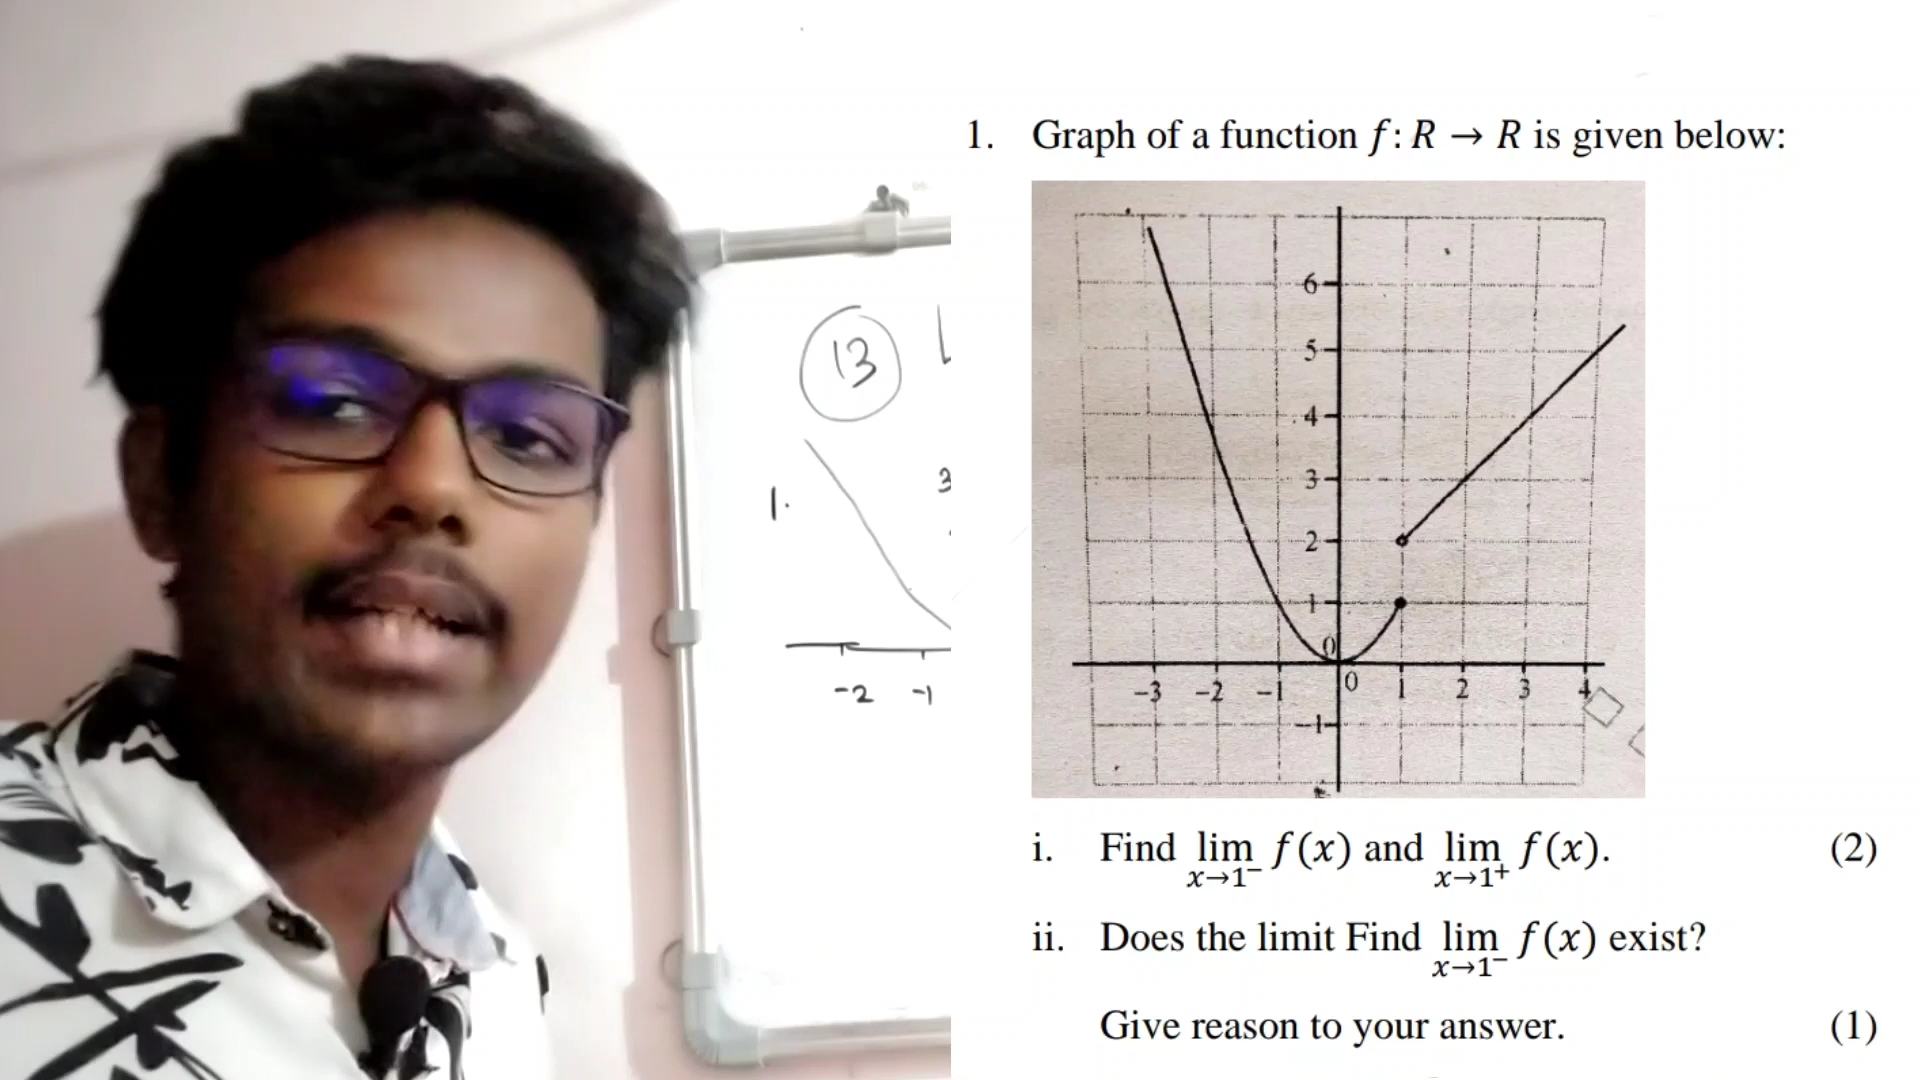 13
3
1.
-2 -1
1. Graph of a function f: R → R is given below:
6
5
4
3
2
1
0
-3 -2 -1 0 1 2 3 4
-1
i. Find lim x→1⁻ f(x) and lim x→1⁺ f(x). (2)
ii. Does the limit Find lim x→1⁻ f(x) exist?
Give reason to your answer. (1)